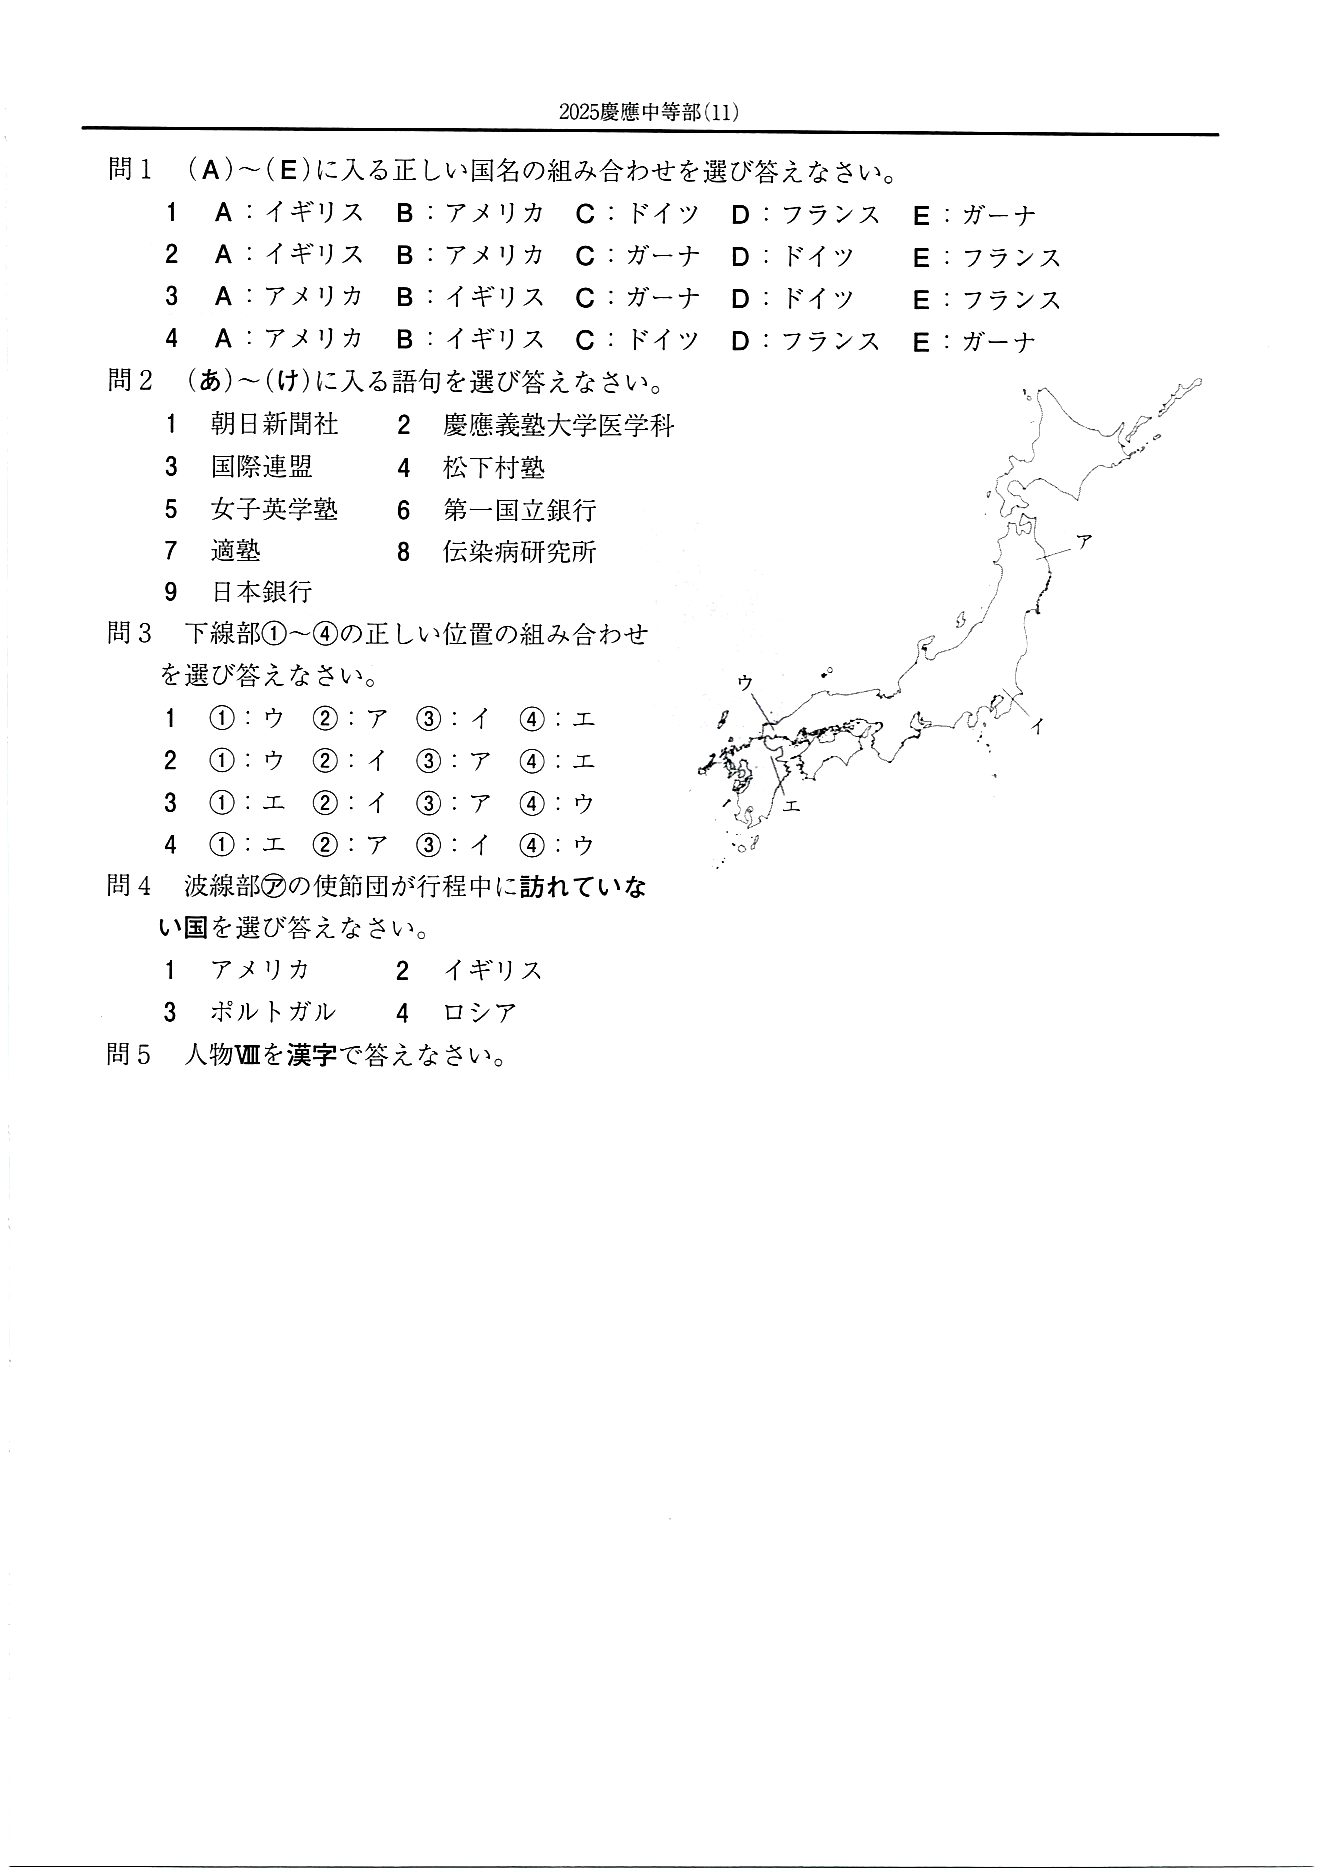 2025慶應中等部(11)
問1 (A)～(E)に入る正しい国名の組み合わせを選び答えなさい。
1 A：イギリス B：アメリカ C：ドイツ D：フランス E：ガーナ
2 A：イギリス B：アメリカ C：ガーナ D：ドイツ E：フランス
3 A：アメリカ B：イギリス C：ガーナ D：ドイツ E：フランス
4 A：アメリカ B：イギリス C：ドイツ D：フランス E：ガーナ
問2 (あ)～(け)に入る語句を選び答えなさい。
1 朝日新聞社 2 慶應義塾大学医学科
3 国際連盟 4 松下村塾
5 女子英学塾 6 第一国立銀行
7 適塾 8 伝染病研究所
9 日本銀行
問3 下線部①～④の正しい位置の組み合わせ
を選び答えなさい。
1 ①：ウ ②：ア ③：イ ④：エ
2 ①：ウ ②：イ ③：ア ④：エ
3 ①：エ ②：イ ③：ア ④：ウ
4 ①：エ ②：ア ③：イ ④：ウ
問4 波線部㋐の使節団が行程中に訪れていな
い国を選び答えなさい。
1 アメリカ 2 イギリス
3 ポルトガル 4 ロシア
問5 人物Ⅷを漢字で答えなさい。
ア
イ
ウ
エ